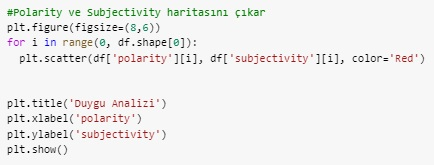 #Polarity ve Subjectivity haritasını çıkar
plt.figure(figsize=(8,6))
for i in range(0, df.shape[0]):
  plt.scatter(df['polarity'][i], df['subjectivity'][i], color='Red')
plt.title('Duygu Analizi')
plt.xlabel('polarity')
plt.ylabel('subjectivity')
plt.show()